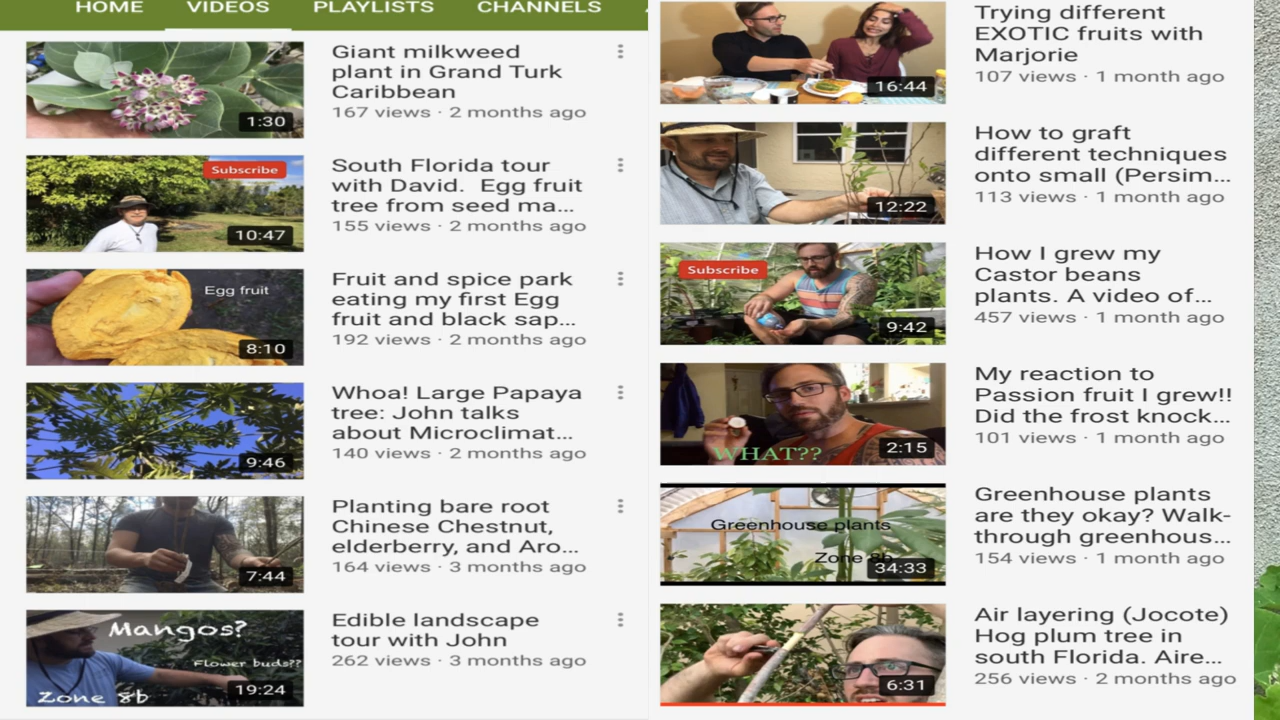 HOME VIDEOS PLAYLISTS CHANNELS
Giant milkweed
plant in Grand Turk
Caribbean
167 views · 2 months ago
1:30
South Florida tour
with David. Egg fruit
tree from seed ma...
155 views · 2 months ago
Subscribe
10:47
Fruit and spice park
eating my first Egg
fruit and black sap...
192 views · 2 months ago
Egg fruit
8:10
Whoa! Large Papaya
tree: John talks
about Microclimat...
140 views · 2 months ago
9:46
Planting bare root
Chinese Chestnut,
elderberry, and Aro...
164 views · 3 months ago
7:44
Edible landscape
tour with John
262 views · 3 months ago
Mangos?
Flower buds??
Zone 8b
19:24
Trying different
EXOTIC fruits with
Marjorie
107 views · 1 month ago
16:44
How to graft
different techniques
onto small (Persim...
113 views · 1 month ago
12:22
How I grew my
Castor beans
plants. A video of...
457 views · 1 month ago
Subscribe
9:42
My reaction to
Passion fruit I grew!!
Did the frost knock...
101 views · 1 month ago
WHAT??
2:15
Greenhouse plants
are they okay? Walk-
through greenhous...
154 views · 1 month ago
Greenhouse plants
Zone 8b
34:33
Air layering (Jocote)
Hog plum tree in
south Florida. Aire...
256 views · 2 months ago
6:31